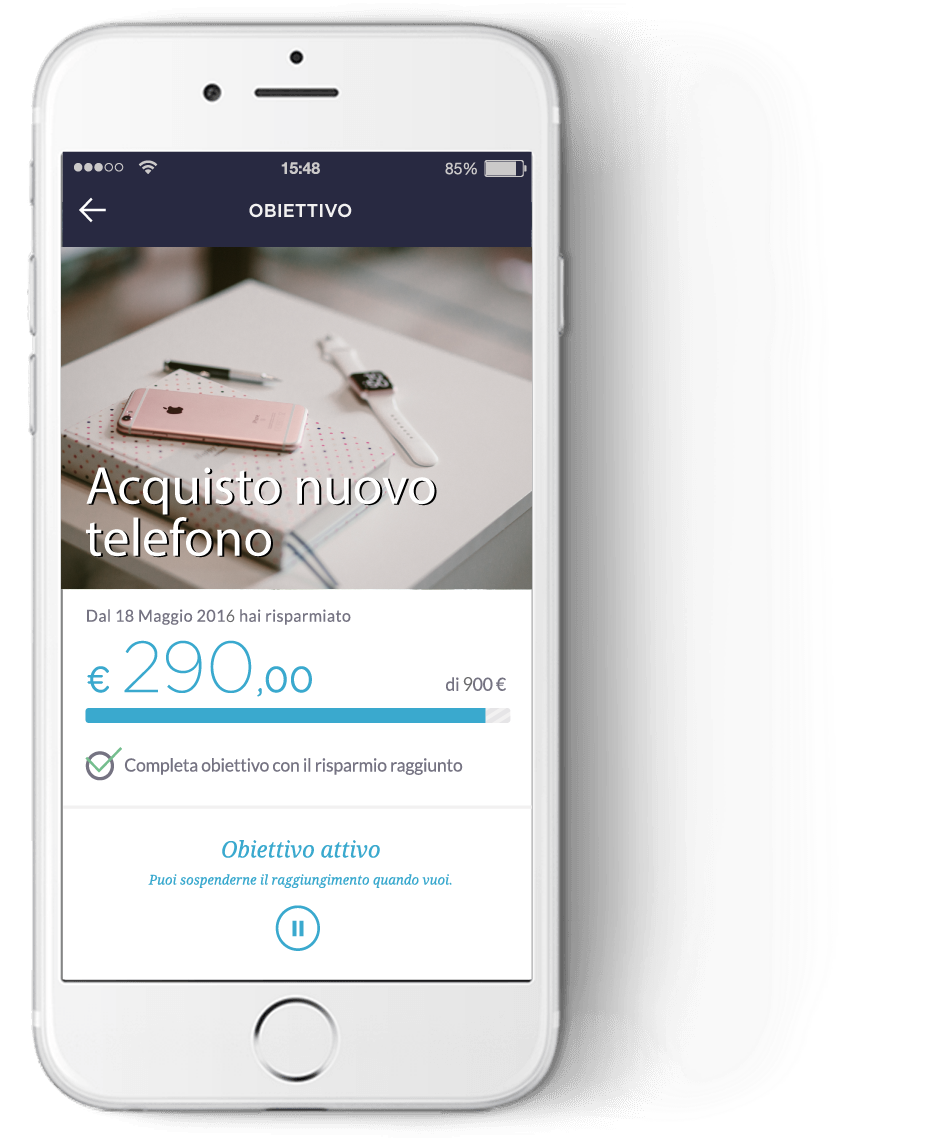 15:48
85%
OBIETTIVO
Acquisto nuovo
telefono
Dal 18 Maggio 2016 hai risparmiato
€ 290,00
di 900 €
Completa obiettivo con il risparmio raggiunto
Obiettivo attivo
Puoi sospenderne il raggiungimento quando vuoi.